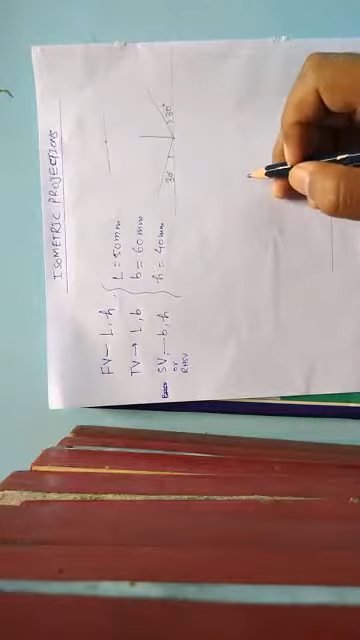 ISOMETRIC PROJECTIONS
FV- L, h
TV→ L, b
SV, → b, h
or
RHSV
L = 50mm
b = 60mm
h = 40mm
30°
30°